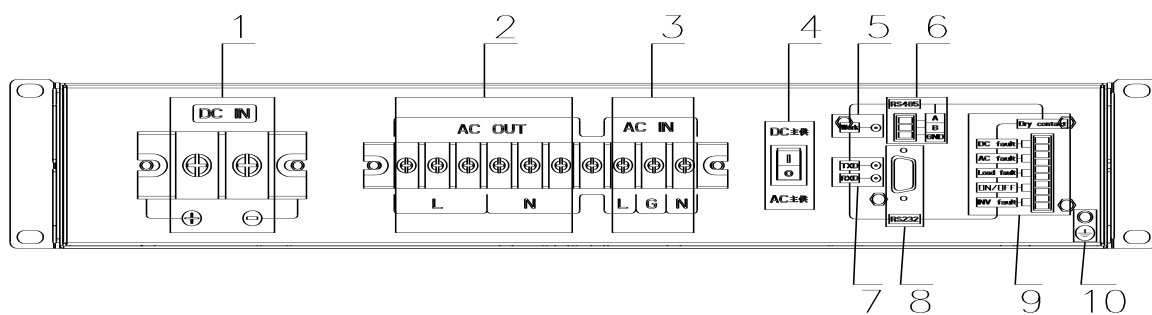 1 2 3 4 5 6
DC IN
AC OUT
AC IN
L N
L G N
DC主供
I
O
AC主供
Work
RS485
A
B
GND
TXD
RXD
RS232
Dry contact
DC fault
AC fault
Load fault
ON/OFF
INV fault
7 8 9 10